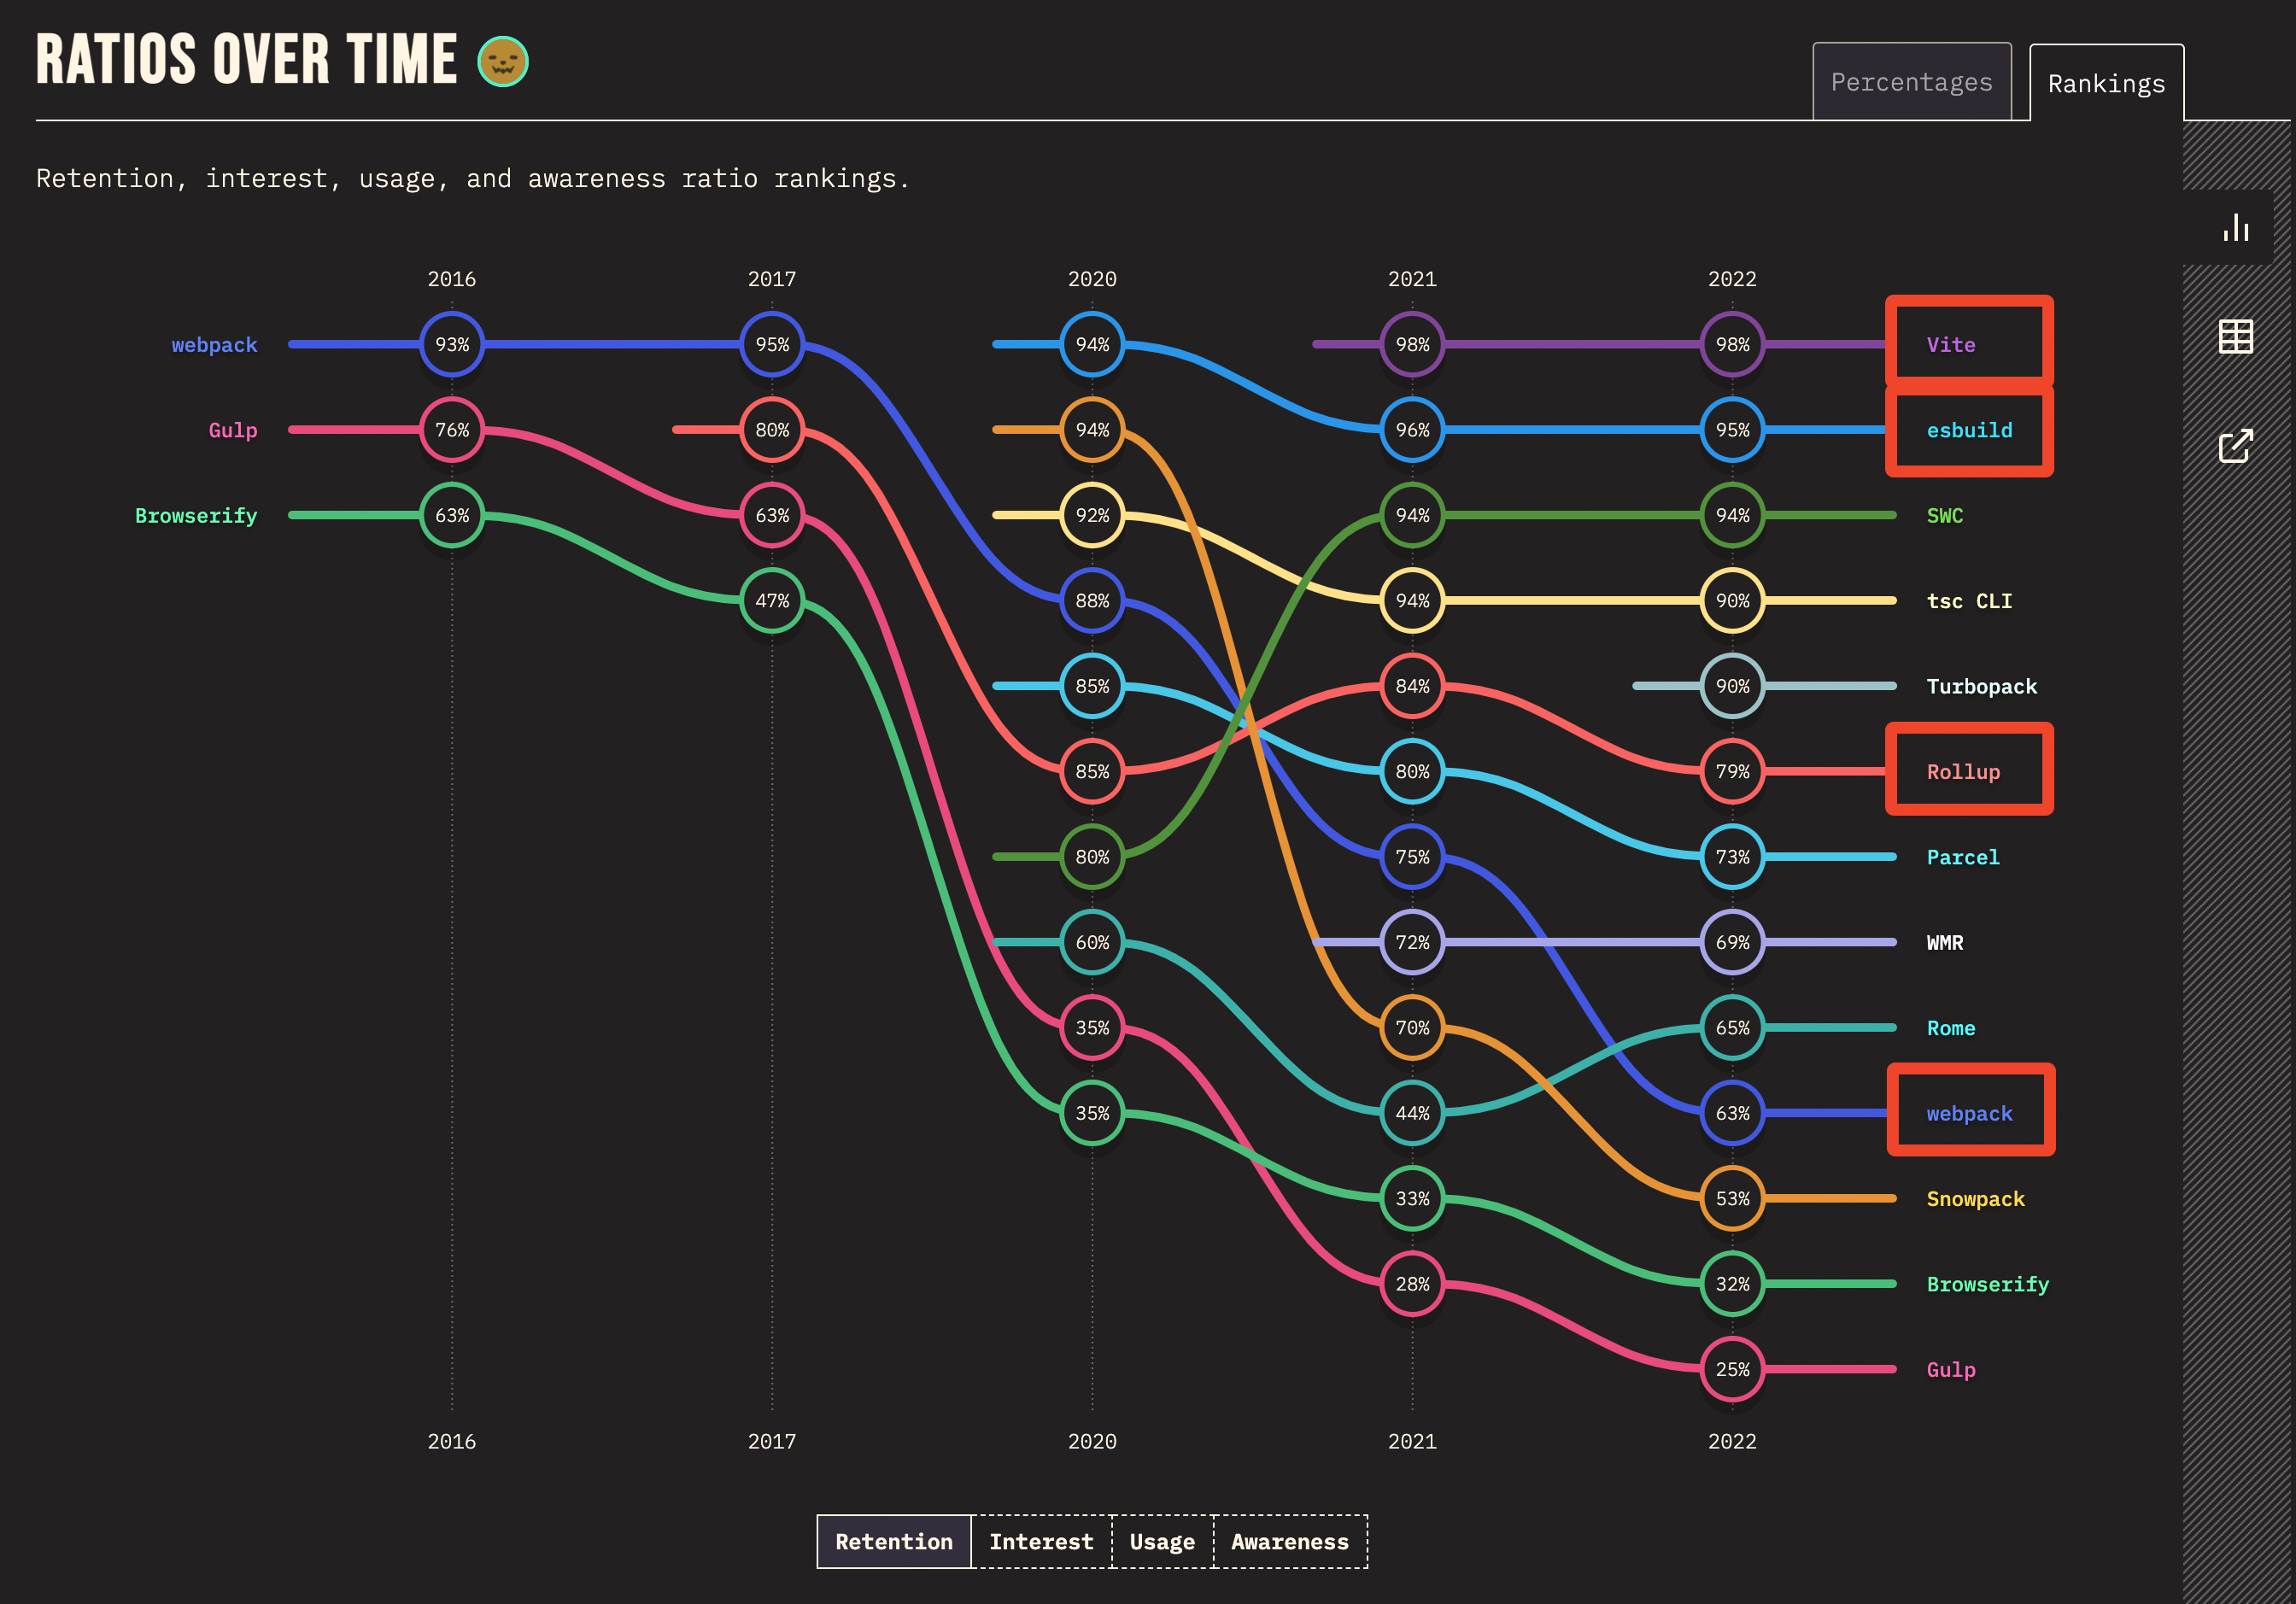 RATIOS OVER TIME
Percentages
Rankings
Retention, interest, usage, and awareness ratio rankings.
2016 2017 2020 2021 2022
webpack 93% 95% 94% 98% 98% Vite
Gulp 76% 80% 94% 96% 95% esbuild
Browserify 63% 63% 92% 94% 94% SWC
47% 88% 94% 90% tsc CLI
85% 84% 90% Turbopack
85% 80% 79% Rollup
80% 75% 73% Parcel
60% 72% 69% WMR
35% 70% 65% Rome
35% 44% 63% webpack
33% 53% Snowpack
28% 32% Browserify
25% Gulp
2016 2017 2020 2021 2022
Retention Interest Usage Awareness